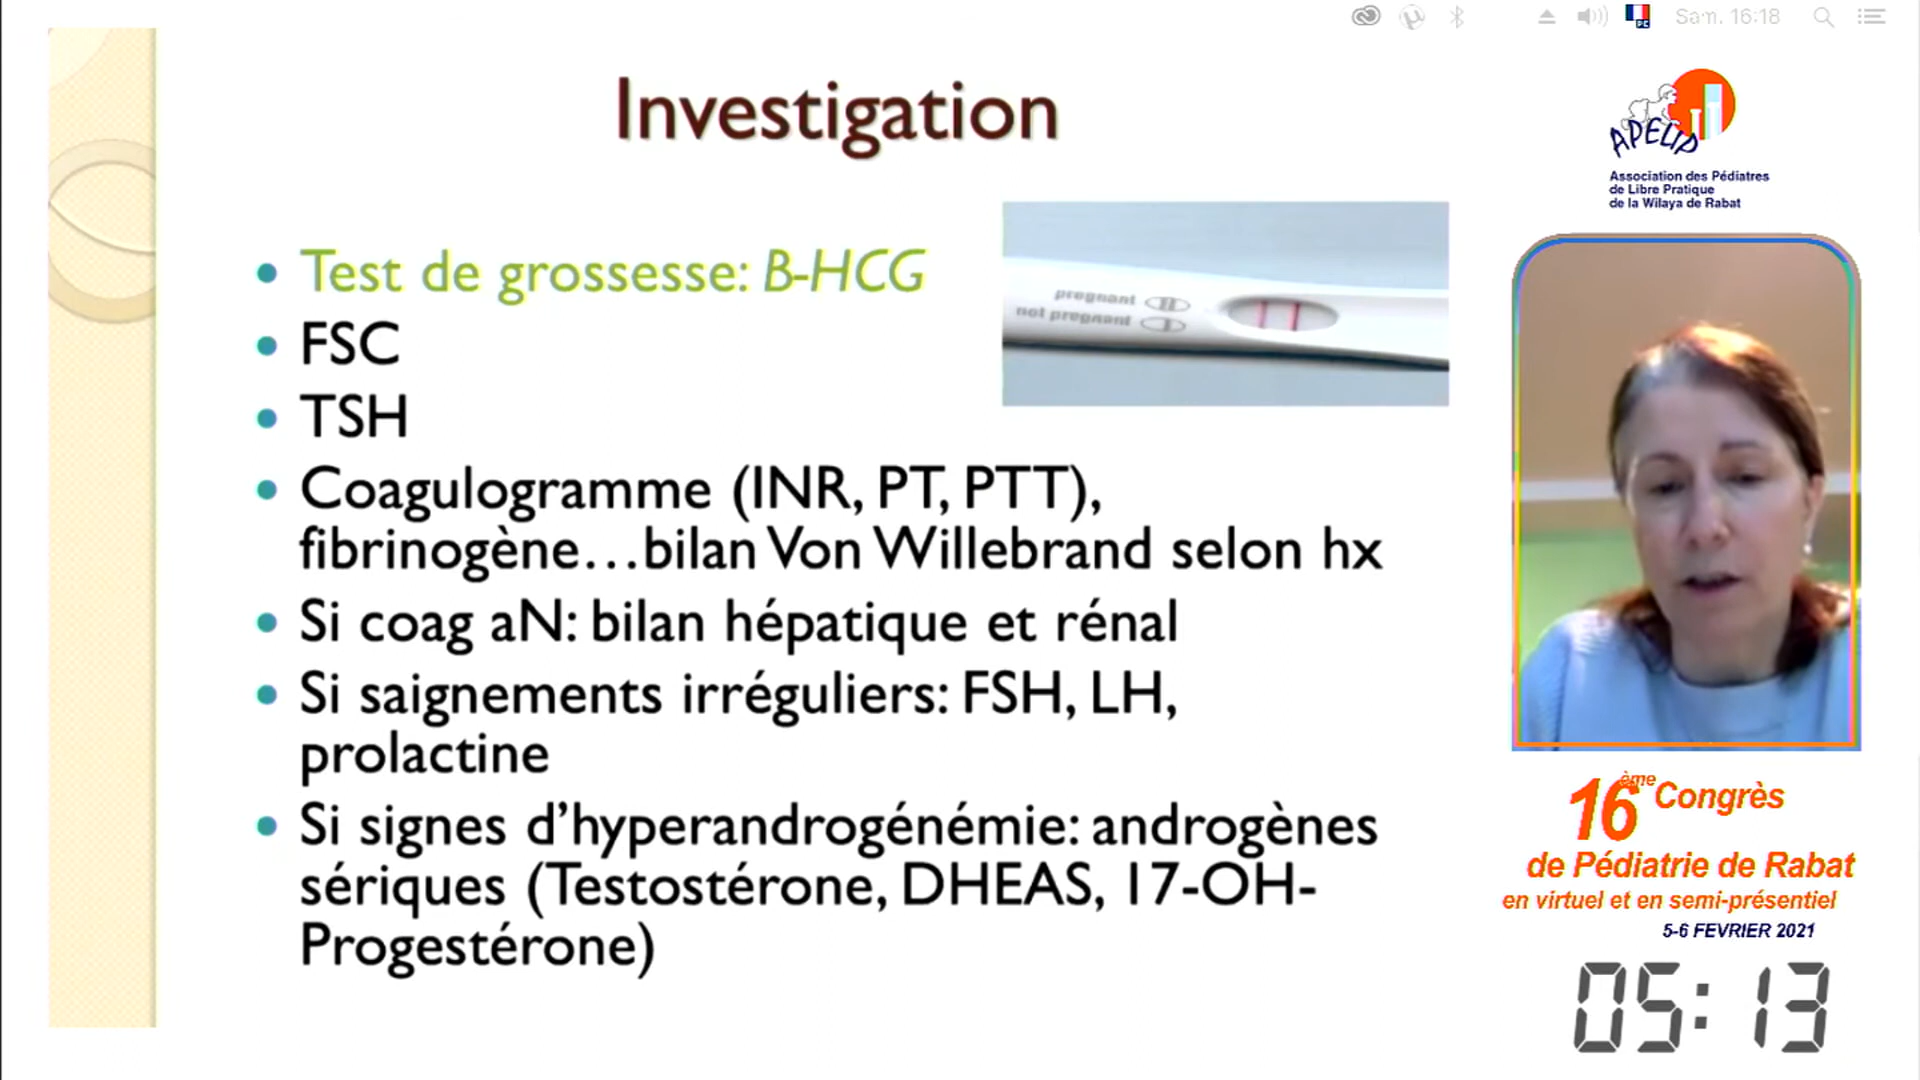 Sam. 16:18
Investigation
• Test de grossesse: B-HCG
• FSC
• TSH
• Coagulogramme (INR, PT, PTT),
fibrinogène…bilan Von Willebrand selon hx
• Si coag aN: bilan hépatique et rénal
• Si saignements irréguliers: FSH, LH,
prolactine
• Si signes d’hyperandrogénémie: androgènes
sériques (Testostérone, DHEAS, 17-OH-
Progestérone)
pregnant
not pregnant
APELIP
Association des Pédiatres
de Libre Pratique
de la Wilaya de Rabat
16ème Congrès
de Pédiatrie de Rabat
en virtuel et en semi-présentiel
5-6 FEVRIER 2021
05:13